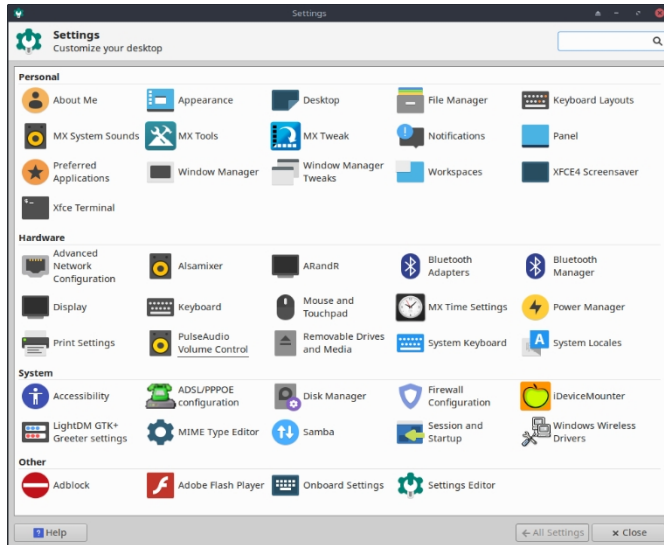 Settings
Settings
Customize your desktop
Personal
About Me
Appearance
Desktop
File Manager
Keyboard Layouts
MX System Sounds
MX Tools
MX Tweak
Notifications
Panel
Preferred
Applications
Window Manager
Window Manager
Tweaks
Workspaces
XFCE4 Screensaver
Xfce Terminal
Hardware
Advanced
Network
Configuration
Alsamixer
ARandR
Bluetooth
Adapters
Bluetooth
Manager
Display
Keyboard
Mouse and
Touchpad
MX Time Settings
Power Manager
Print Settings
PulseAudio
Volume Control
Removable Drives
and Media
System Keyboard
System Locales
System
Accessibility
ADSL/PPPOE
configuration
Disk Manager
Firewall
Configuration
iDeviceMounter
LightDM GTK+
Greeter settings
MIME Type Editor
Samba
Session and
Startup
Windows Wireless
Drivers
Other
Adblock
Adobe Flash Player
Onboard Settings
Settings Editor
Help
All Settings
Close